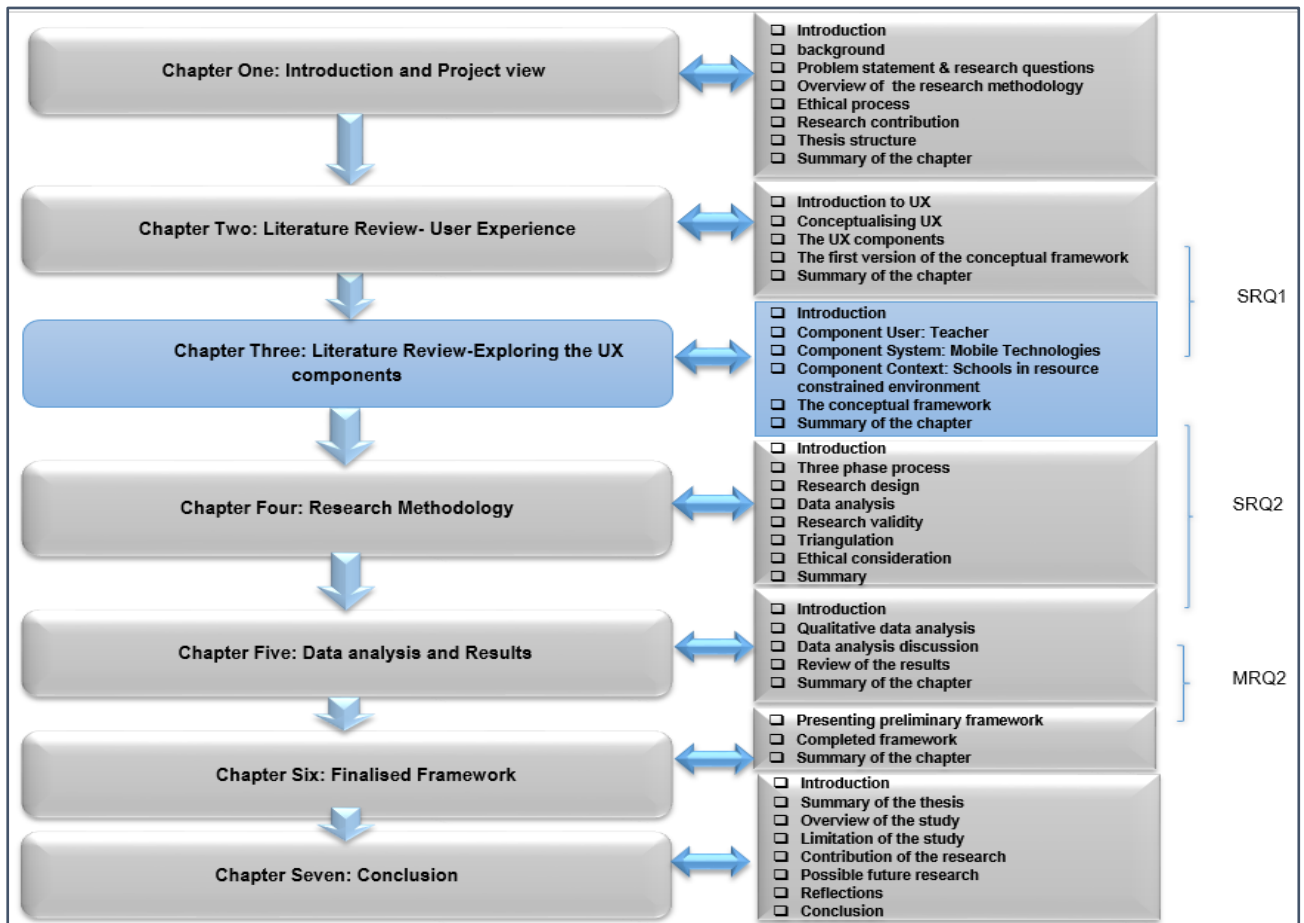 Chapter One: Introduction and Project view
❑ Introduction
❑ background
❑ Problem statement & research questions
❑ Overview of the research methodology
❑ Ethical process
❑ Research contribution
❑ Thesis structure
❑ Summary of the chapter
Chapter Two: Literature Review- User Experience
❑ Introduction to UX
❑ Conceptualising UX
❑ The UX components
❑ The first version of the conceptual framework
❑ Summary of the chapter
SRQ1
Chapter Three: Literature Review-Exploring the UX
components
❑ Introduction
❑ Component User: Teacher
❑ Component System: Mobile Technologies
❑ Component Context: Schools in resource
constrained environment
❑ The conceptual framework
❑ Summary of the chapter
Chapter Four: Research Methodology
❑ Introduction
❑ Three phase process
❑ Research design
❑ Data analysis
❑ Research validity
❑ Triangulation
❑ Ethical consideration
❑ Summary
SRQ2
Chapter Five: Data analysis and Results
❑ Introduction
❑ Qualitative data analysis
❑ Data analysis discussion
❑ Review of the results
❑ Summary of the chapter
MRQ2
Chapter Six: Finalised Framework
❑ Presenting preliminary framework
❑ Completed framework
❑ Summary of the chapter
Chapter Seven: Conclusion
❑ Introduction
❑ Summary of the thesis
❑ Overview of the study
❑ Limitation of the study
❑ Contribution of the research
❑ Possible future research
❑ Reflections
❑ Conclusion